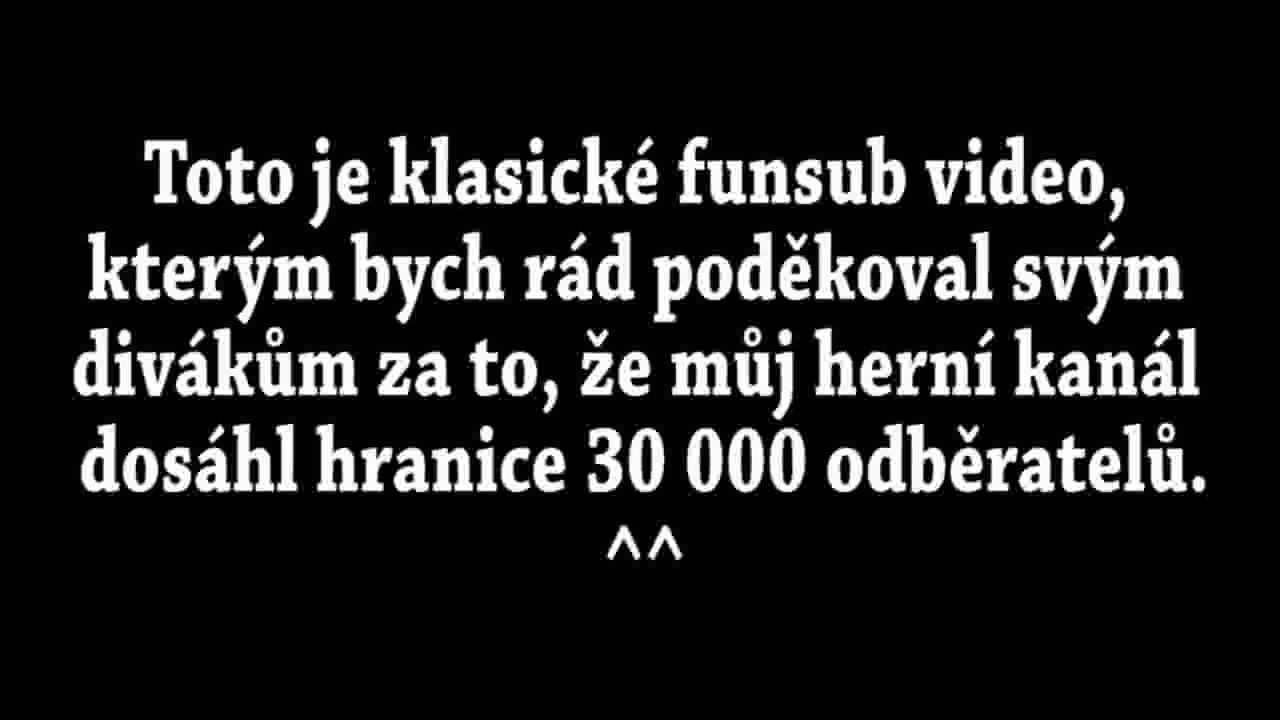 Toto je klasické funsub video,
kterým bych rád poděkoval svým
divákům za to, že můj herní kanál
dosáhl hranice 30 000 odběratelů.
^^